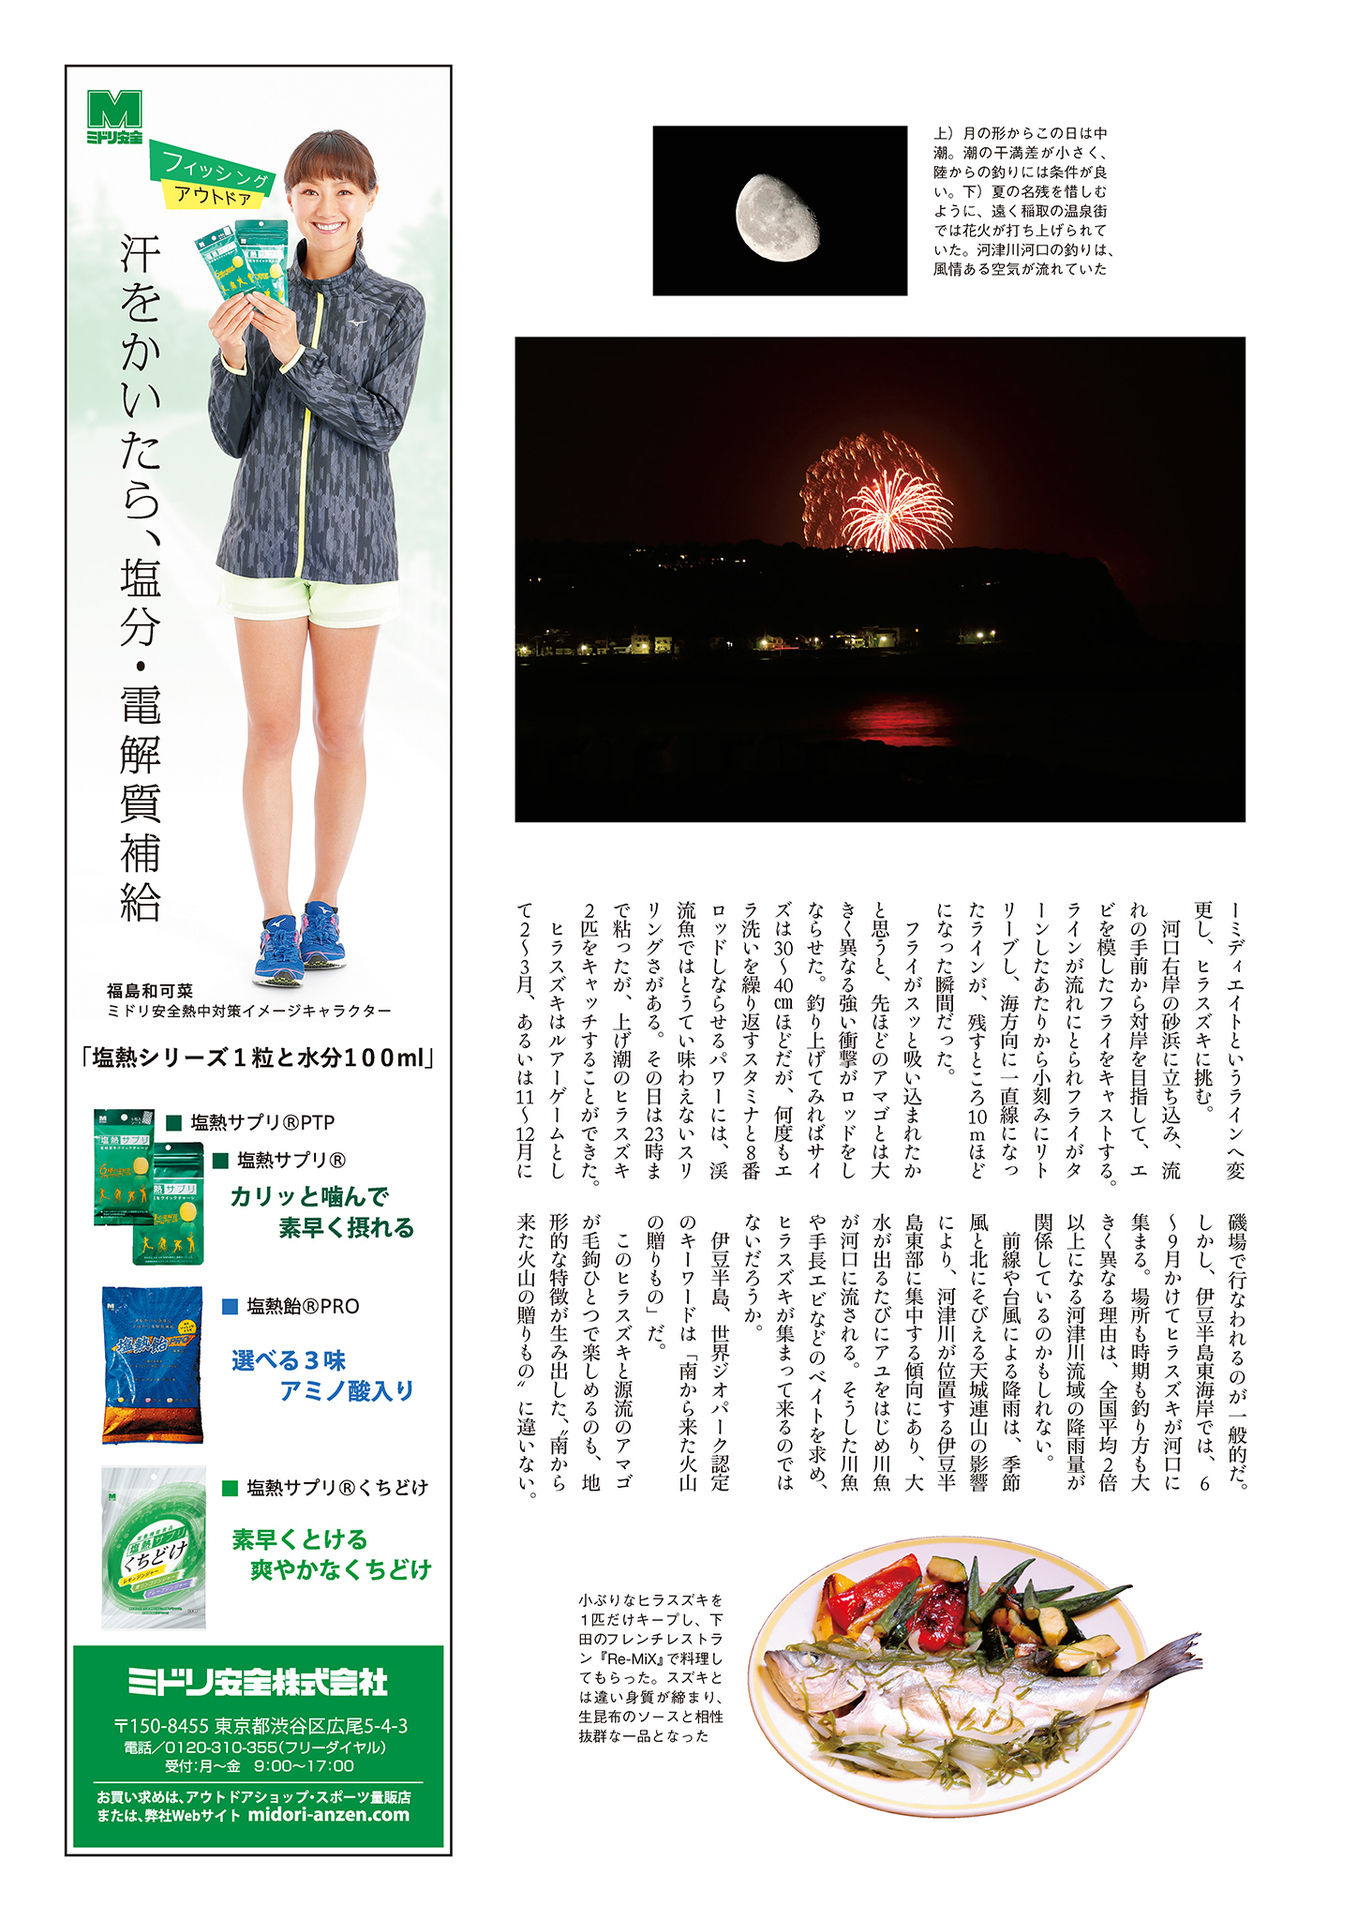 上）月の形からこの日は中
潮。潮の干満差が小さく、
陸からの釣りには条件が良
い。下）夏の名残を惜しむ
ように、遠く稲取の温泉街
では花火が打ち上げられて
いた。河津川河口の釣りは、
風情ある空気が流れていた
ーミディエイトというラインへ変
更し、ヒラスズキに挑む。
河口右岸の砂浜に立ち込み、流
れの手前から対岸を目指して、エ
ビを模したフライをキャストする。
ラインが流れにとられフライがタ
ーンしたあたりから小刻みにリト
リーブし、海方向に一直線になっ
たラインが、残すところ10mほど
になった瞬間だった。
フライがスッと吸い込まれたか
と思うと、先ほどのアマゴとは大
きく異なる強い衝撃がロッドをし
ならせた。釣り上げてみればサイ
ズは30〜40㎝ほどだが、何度もエ
ラ洗いを繰り返すスタミナと8番
ロッドしならせるパワーには、渓
流魚ではとうてい味わえないスリ
リングさがある。その日は23時ま
で粘ったが、上げ潮のヒラスズキ
2匹をキャッチすることができた。
ヒラスズキはルアーゲームとし
て2〜3月、あるいは11〜12月に
磯場で行なわれるのが一般的だ。
しかし、伊豆半島東海岸では、6
〜9月かけてヒラスズキが河口に
集まる。場所も時期も釣り方も大
きく異なる理由は、全国平均2倍
以上になる河津川流域の降雨量が
関係しているのかもしれない。
前線や台風による降雨は、季節
風と北にそびえる天城連山の影響
により、河津川が位置する伊豆半
島東部に集中する傾向にあり、大
水が出るたびにアユをはじめ川魚
が河口に流される。そうした川魚
や手長エビなどのベイトを求め、
ヒラスズキが集まって来るのでは
ないだろうか。
伊豆半島、世界ジオパーク認定
のキーワードは「南から来た火山
の贈りもの」だ。
このヒラスズキと源流のアマゴ
が毛鉤ひとつで楽しめるのも、地
形的な特徴が生み出した、〝南から
来た火山の贈りもの〟に違いない。
小ぶりなヒラスズキを
1匹だけキープし、下
田のフレンチレストラ
ン『Re-MiX』で料理し
てもらった。スズキと
は違い身質が締まり、
生昆布のソースと相性
抜群な一品となった
M
ミドリ安全
フィッシング
アウトドア
汗をかいたら、塩分・電解質補給
福島和可菜
ミドリ安全熱中対策イメージキャラクター
「塩熱シリーズ１粒と水分１００ml」
■ 塩熱サプリ®PTP
■ 塩熱サプリ®
カリッと噛んで
素早く摂れる
塩熱サプリ
熱サプリ
■ 塩熱飴®PRO
選べる３味
アミノ酸入り
塩熱飴PRO
■ 塩熱サプリ®くちどけ
素早くとける
爽やかなくちどけ
塩熱サプリ
くちどけ
ミドリ安全株式会社
〒150-8455 東京都渋谷区広尾5-4-3
電話／0120-310-355（フリーダイヤル）
受付：月〜金　9：00〜17：00
お買い求めは、アウトドアショップ・スポーツ量販店
または、弊社Webサイト midori-anzen.com